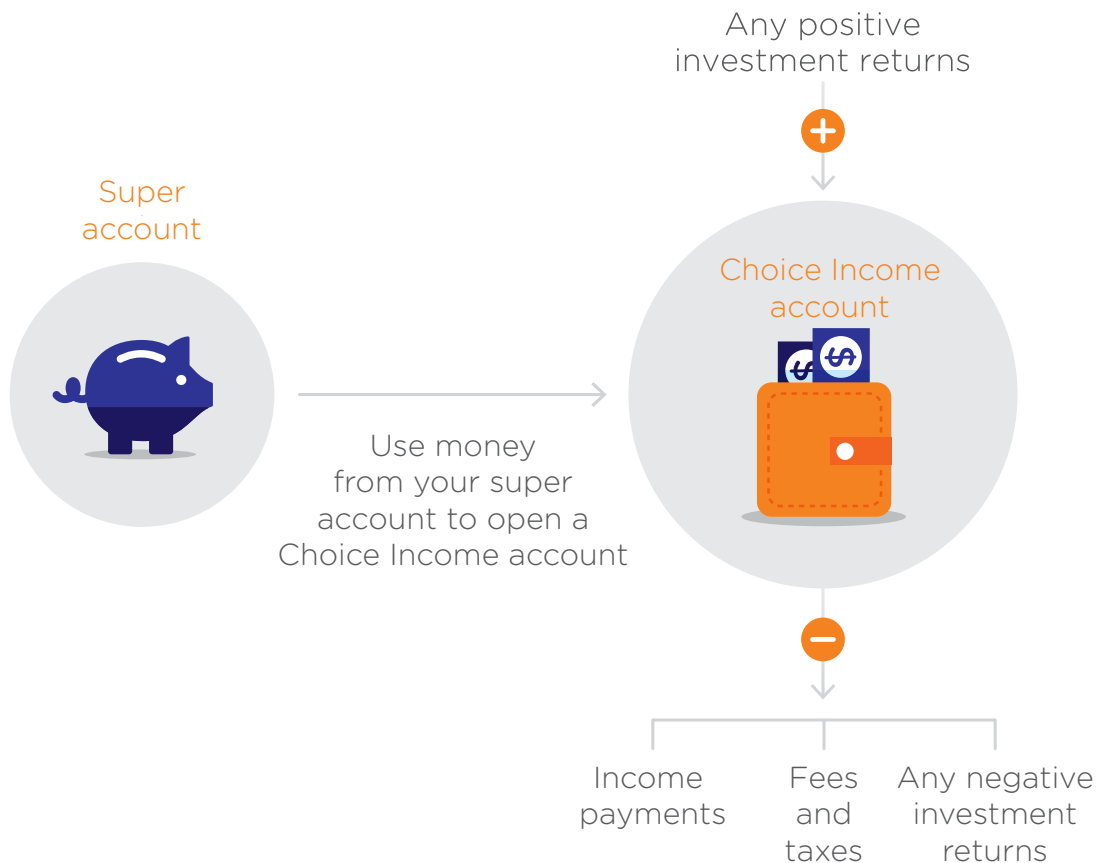 Any positive
investment returns
Super
account
Choice Income
account
Use money
from your super
account to open a
Choice Income account
Income
payments
Fees
and
taxes
Any negative
investment
returns